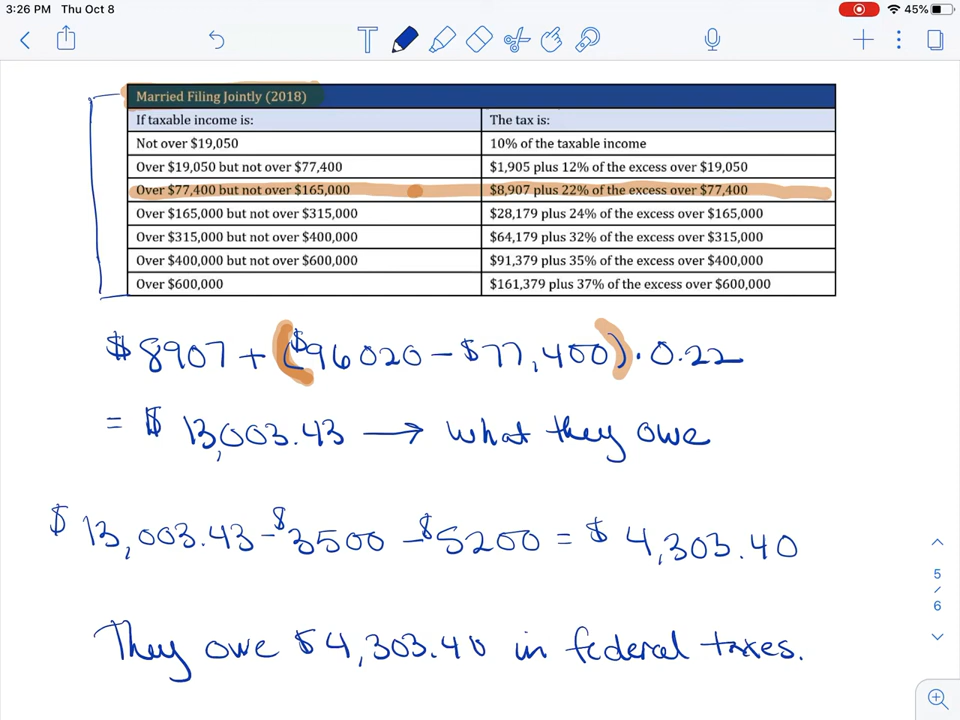 3:26 PM Thu Oct 8
45%
T
Married Filing Jointly (2018)
If taxable income is: The tax is:
Not over $19,050 10% of the taxable income
Over $19,050 but not over $77,400 $1,905 plus 12% of the excess over $19,050
Over $77,400 but not over $165,000 $8,907 plus 22% of the excess over $77,400
Over $165,000 but not over $315,000 $28,179 plus 24% of the excess over $165,000
Over $315,000 but not over $400,000 $64,179 plus 32% of the excess over $315,000
Over $400,000 but not over $600,000 $91,379 plus 35% of the excess over $400,000
Over $600,000 $161,379 plus 37% of the excess over $600,000
$8907 + ($96020 - $77,400) · 0.22
= $ 13,003.43 → what they owe
$ 13,003.43 - $3500 - $5200 = $ 4,303.40
They owe $4,303.40 in federal taxes.
5
/
6